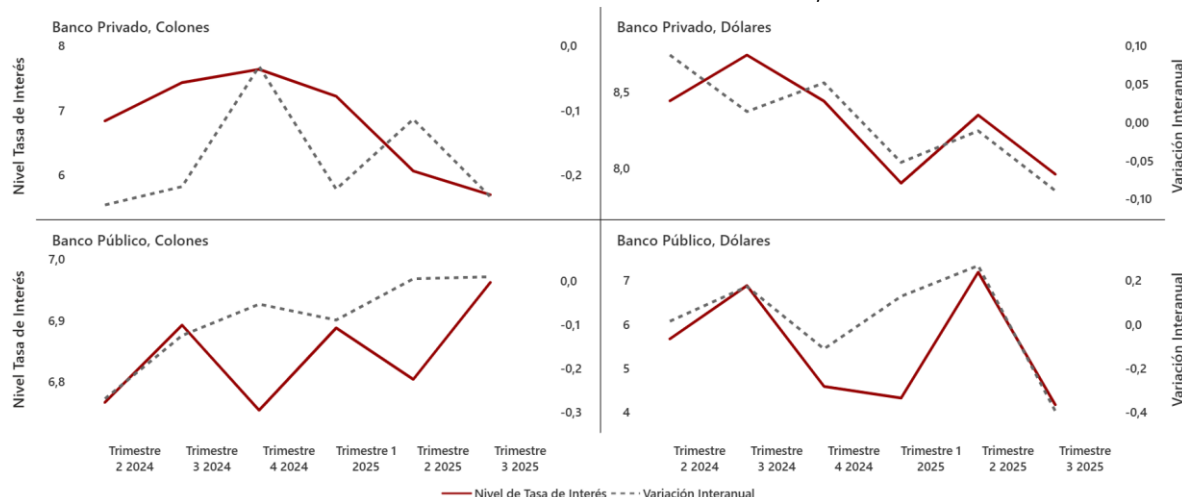 Banco Privado, Colones
Nivel Tasa de Interés
8
7
6
0,0
-0,1
-0,2
Banco Privado, Dólares
8,5
8,0
0,10
0,05
0,00
-0,05
-0,10
Variación Interanual
Banco Público, Colones
Nivel Tasa de Interés
7,0
6,9
6,8
0,0
-0,1
-0,2
-0,3
Banco Público, Dólares
7
6
5
4
0,2
0,0
-0,2
-0,4
Variación Interanual
Trimestre
2 2024
Trimestre
3 2024
Trimestre
4 2024
Trimestre 1
2025
Trimestre
2 2025
Trimestre
3 2025
Trimestre
2 2024
Trimestre
3 2024
Trimestre
4 2024
Trimestre 1
2025
Trimestre
2 2025
Trimestre
3 2025
Nivel de Tasa de Interés
Variación Interanual